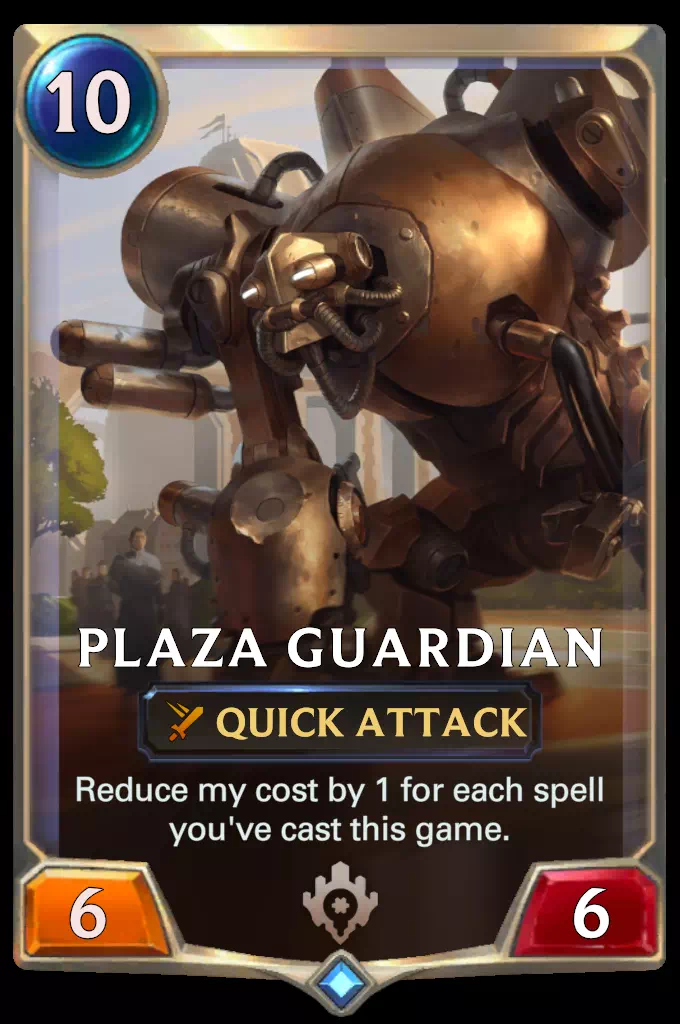 10
PLAZA GUARDIAN
QUICK ATTACK
Reduce my cost by 1 for each spell
you've cast this game.
6 6